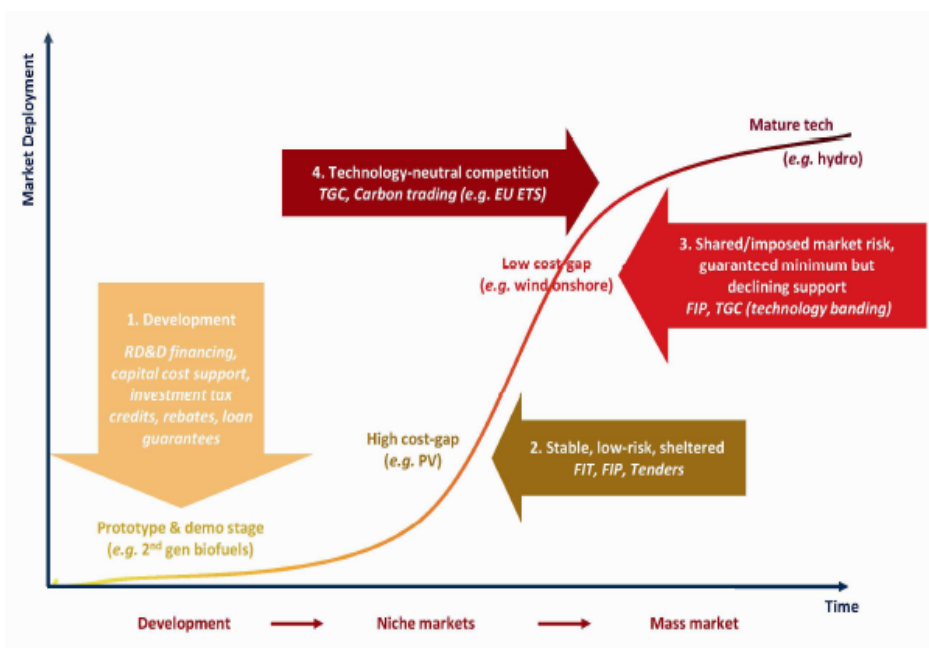 Market Deployment
Mature tech
(e.g. hydro)
4. Technology-neutral competition
TGC, Carbon trading (e.g. EU ETS)
3. Shared/imposed market risk,
guaranteed minimum but
declining support
FIP, TGC (technology banding)
Low cost-gap
(e.g. wind onshore)
1. Development
RD&D financing,
capital cost support,
investment tax
credits, rebates, loan
guarantees
High cost-gap
(e.g. PV)
2. Stable, low-risk, sheltered
FIT, FIP, Tenders
Prototype & demo stage
(e.g. 2nd gen biofuels)
Time
Development
Niche markets
Mass market